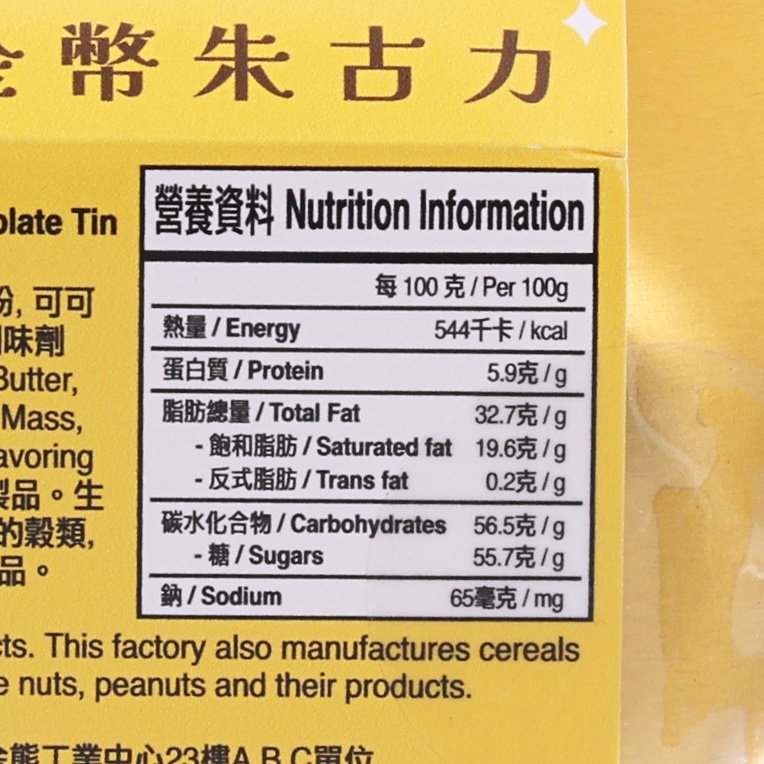 金幣朱古力
olate Tin
營養資料 Nutrition Information
每 100 克 / Per 100g
熱量 / Energy 544千卡 / kcal
蛋白質 / Protein 5.9克 / g
脂肪總量 / Total Fat 32.7克 / g
- 飽和脂肪 / Saturated fat 19.6克 / g
- 反式脂肪 / Trans fat 0.2克 / g
碳水化合物 / Carbohydrates 56.5克 / g
- 糖 / Sugars 55.7克 / g
鈉 / Sodium 65毫克 / mg
粉, 可可
味劑
Butter,
Mass,
avoring
製品。生
的穀類,
品。
cts. This factory also manufactures cereals
e nuts, peanuts and their products.
金熊工業中心23樓A,B,C單位